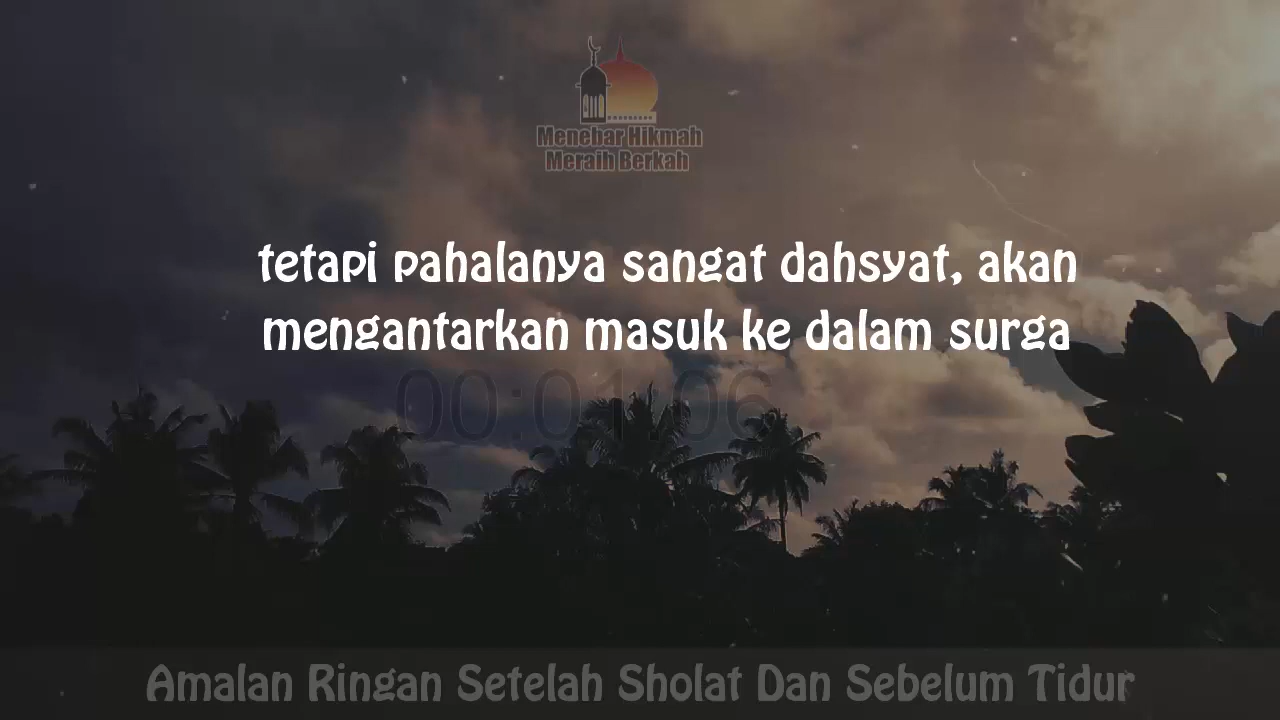 Menebar Hikmah
Meraih Berkah
tetapi pahalanya sangat dahsyat, akan
mengantarkan masuk ke dalam surga
00:01.06
Amalan Ringan Setelah Sholat Dan Sebelum Tidur